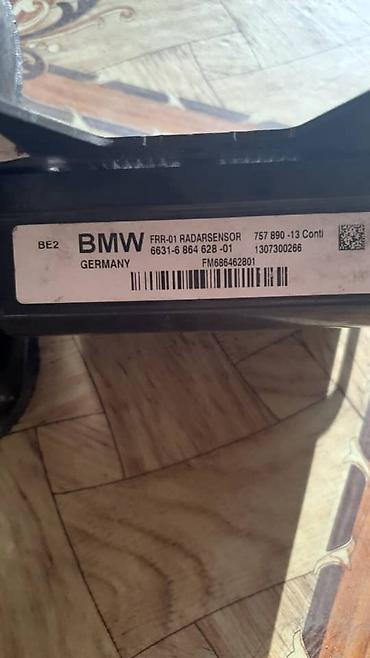 BE2 BMW FRR-01 RADARSENSOR 757 890 -13 Conti
6631-6 864 628 -01 1307300266
GERMANY FM686462801